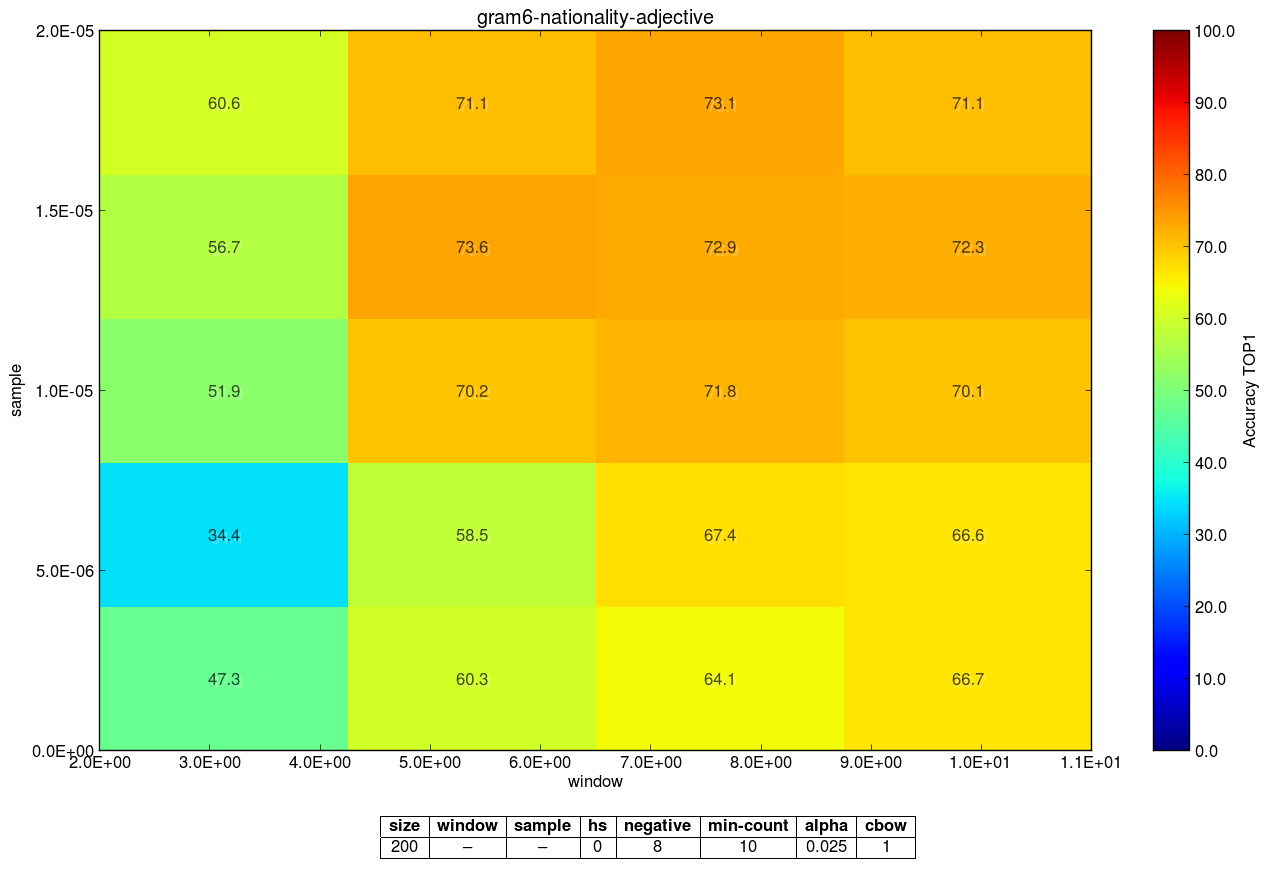 gram6-nationality-adjective
2.0E-05
100.0
60.6 71.1 73.1 71.1
90.0
80.0
1.5E-05
56.7 73.6 72.9 72.3
70.0
60.0
sample
1.0E-05
51.9 70.2 71.8 70.1
50.0
Accuracy TOP1
40.0
34.4 58.5 67.4 66.6
30.0
5.0E-06
20.0
47.3 60.3 64.1 66.7
10.0
0.0E+00
0.0
2.0E+00 3.0E+00 4.0E+00 5.0E+00 6.0E+00 7.0E+00 8.0E+00 9.0E+00 1.0E+01 1.1E+01
window
size window sample hs negative min-count alpha cbow
200 – – 0 8 10 0.025 1